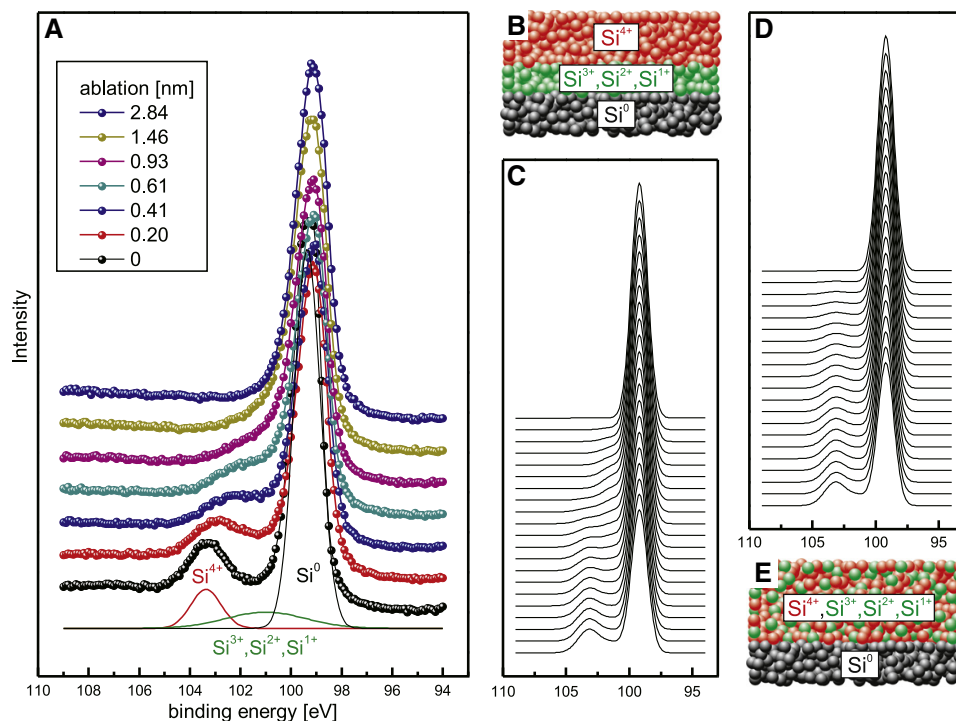 A
ablation [nm]
2.84
1.46
0.93
0.61
0.41
0.20
0
Intensity
Si⁴⁺
Si⁰
Si³⁺,Si²⁺,Si¹⁺
110 108 106 104 102 100 98 96 94
binding energy [eV]
B
Si⁴⁺
Si³⁺,Si²⁺,Si¹⁺
Si⁰
C
110 105 100 95
D
110 105 100 95
E
Si⁴⁺,Si³⁺,Si²⁺,Si¹⁺
Si⁰